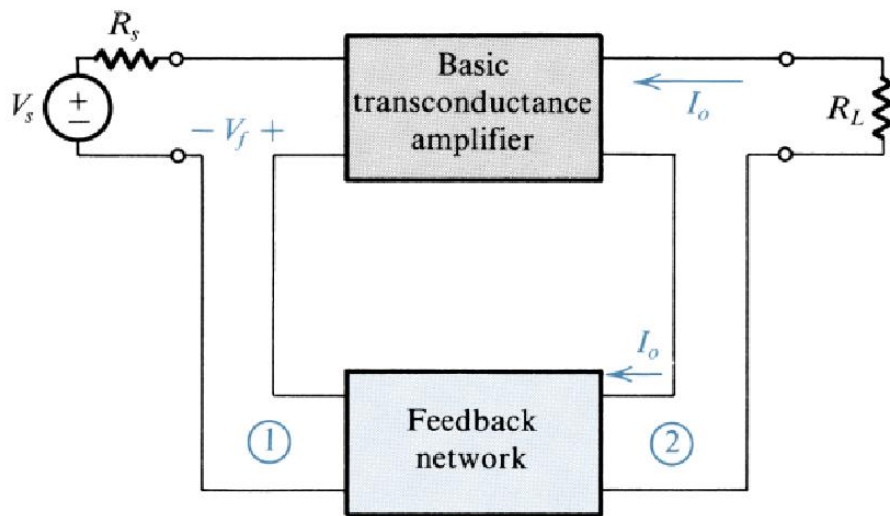 R_s
V_s
+
−
− V_f +
Basic
transconductance
amplifier
I_o
R_L
I_o
1
Feedback
network
2